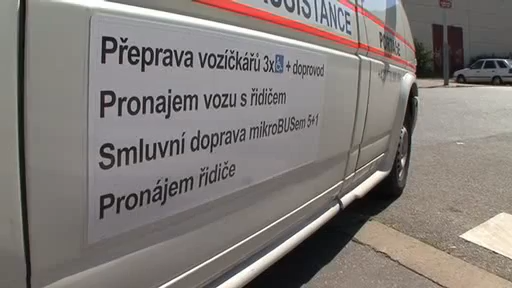 ASSISTANCE
Přeprava vozíčkářů 3x♿ + doprovod
Pronajem vozu s řidičem
Smluvní doprava mikroBUSem 5+1
Pronájem řidiče